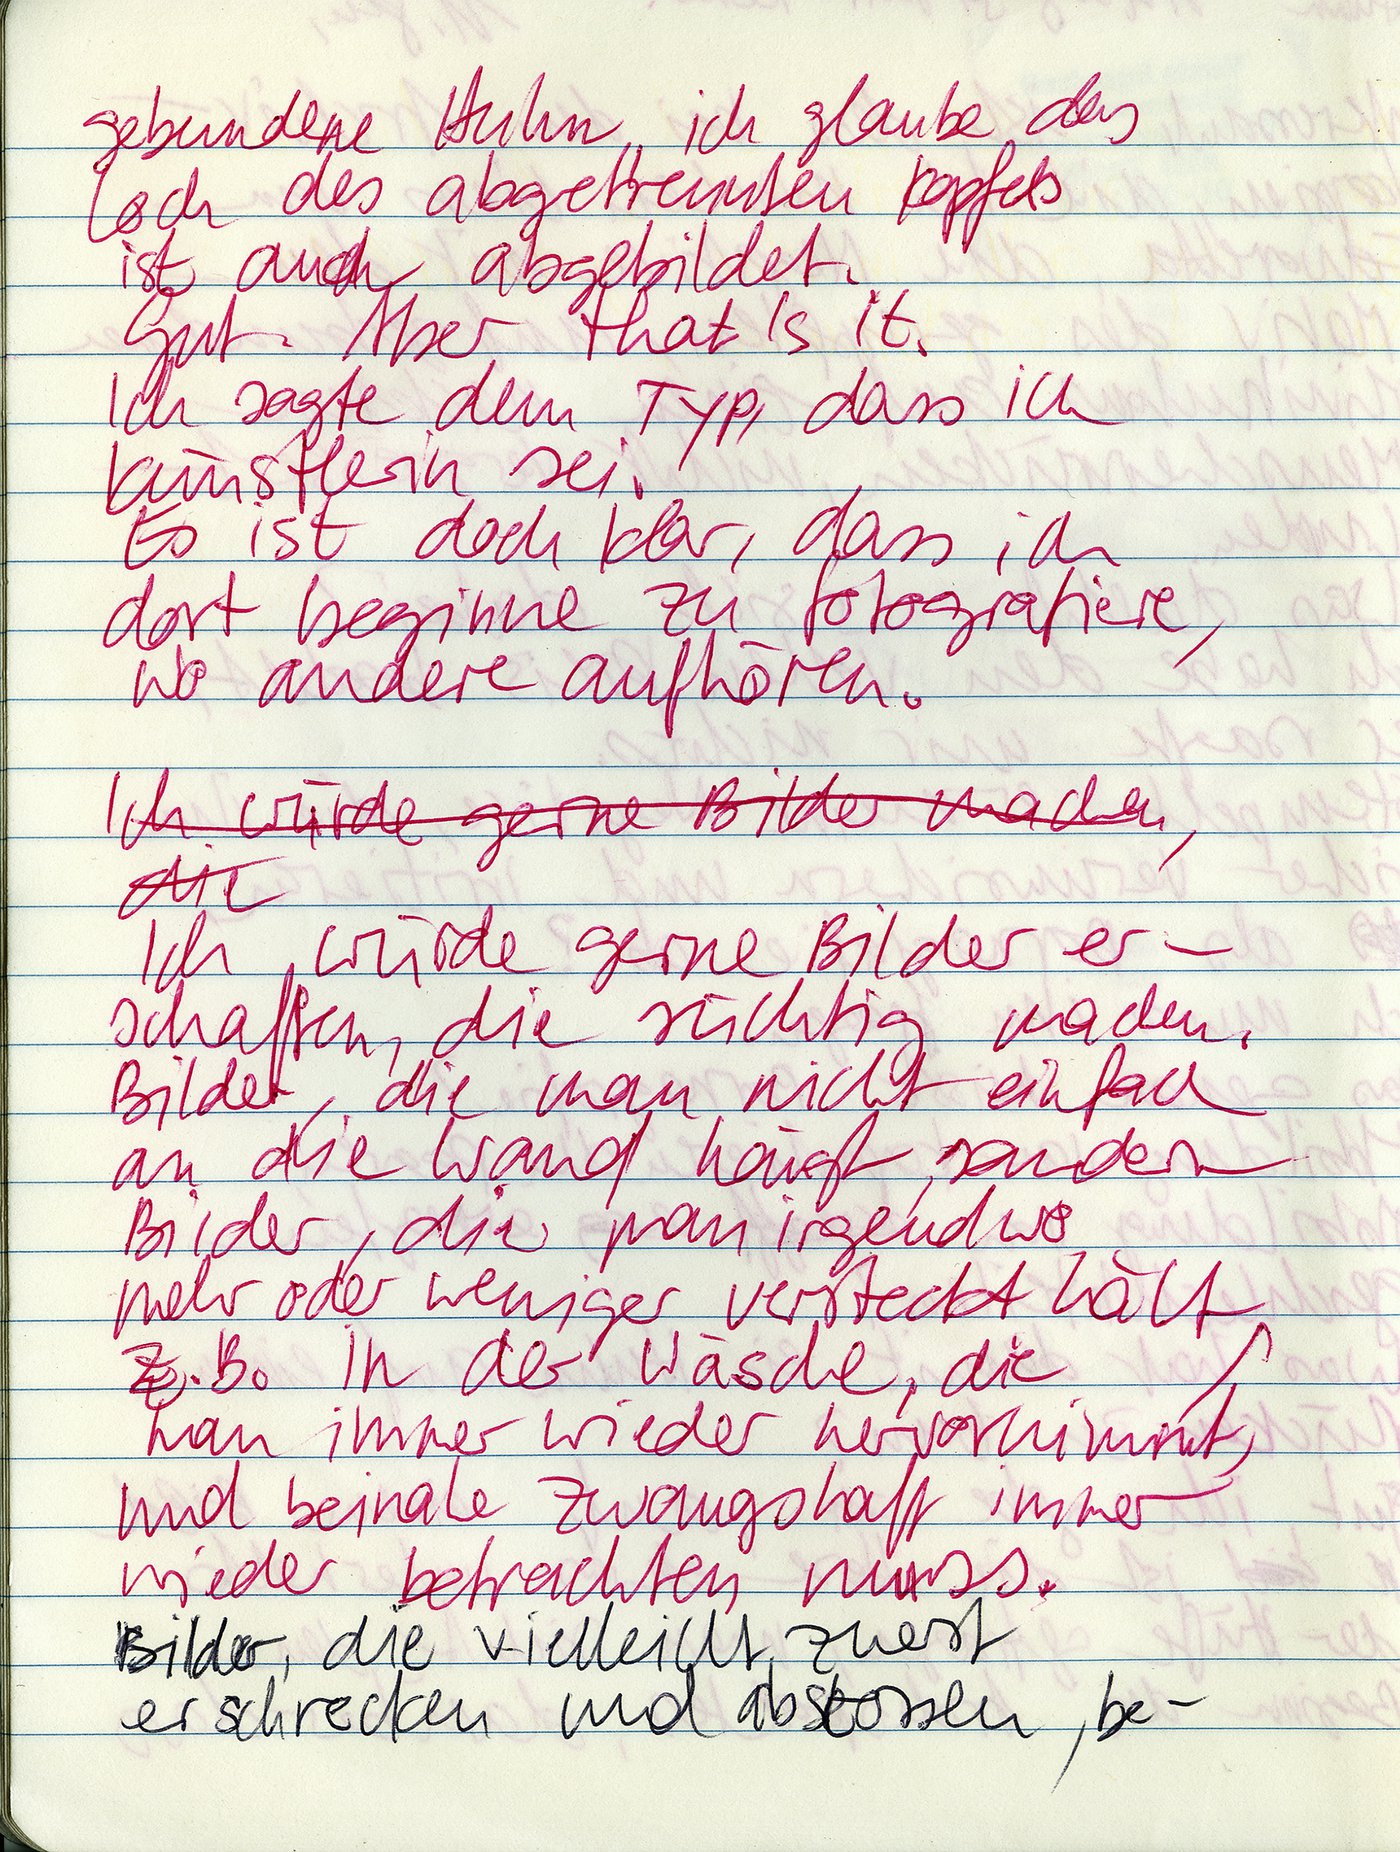 gebundene Huhn, ich glaube das
Loch des abgetrennten Kopfes
ist auch abgebildet.
Gut. Aber that is it.
Ich sagte dem Typ, dass ich
Künstlerin sei.
Es ist doch klar, dass ich
dort beginne zu fotografiere,
wo andere aufhören.
Ich würde gerne Bilder machen,
die
Ich würde gerne Bilder er-
schaffen, die süchtig machen.
Bilder, die man nicht einfach
an die Wand hängt, sondern
Bilder, die man irgendwo
mehr oder weniger versteckt hält
z.B. in der Wäsche, die
man immer wieder hervornimmt,
und beinahe zwangshaft immer
wieder betrachten muss.
Bilder, die vielleicht zuerst
erschrecken und abstossen, be-